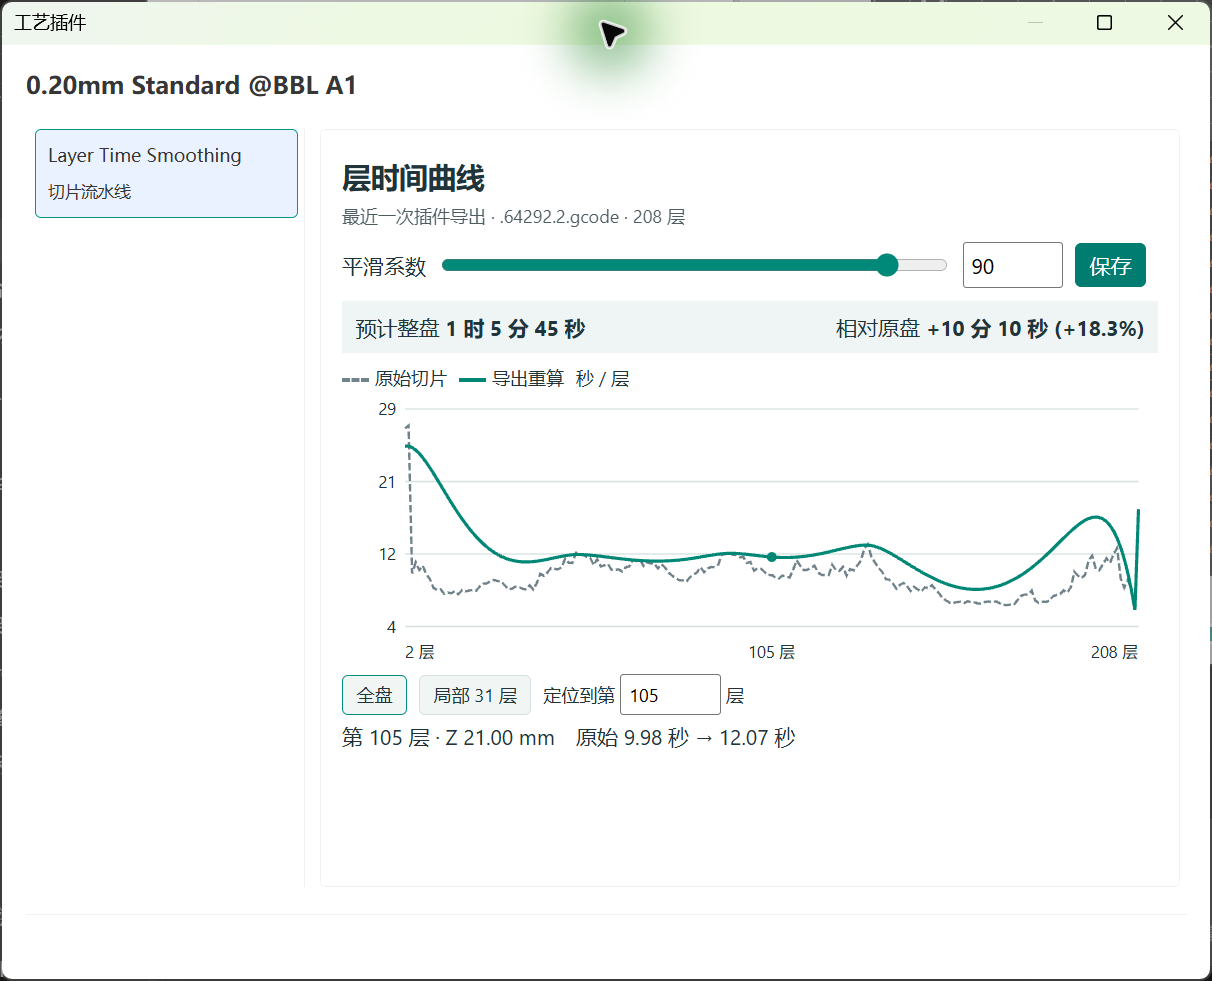 工艺插件
0.20mm Standard @BBL A1
Layer Time Smoothing
切片流水线
层时间曲线
最近一次插件导出 · .64292.2.gcode · 208 层
平滑系数 90 保存
预计整盘 1 时 5 分 45 秒 相对原盘 +10 分 10 秒 (+18.3%)
原始切片 导出重算 秒 / 层
29
21
12
4
2 层 105 层 208 层
全盘 局部 31 层 定位到第 105 层
第 105 层 · Z 21.00 mm 原始 9.98 秒 → 12.07 秒